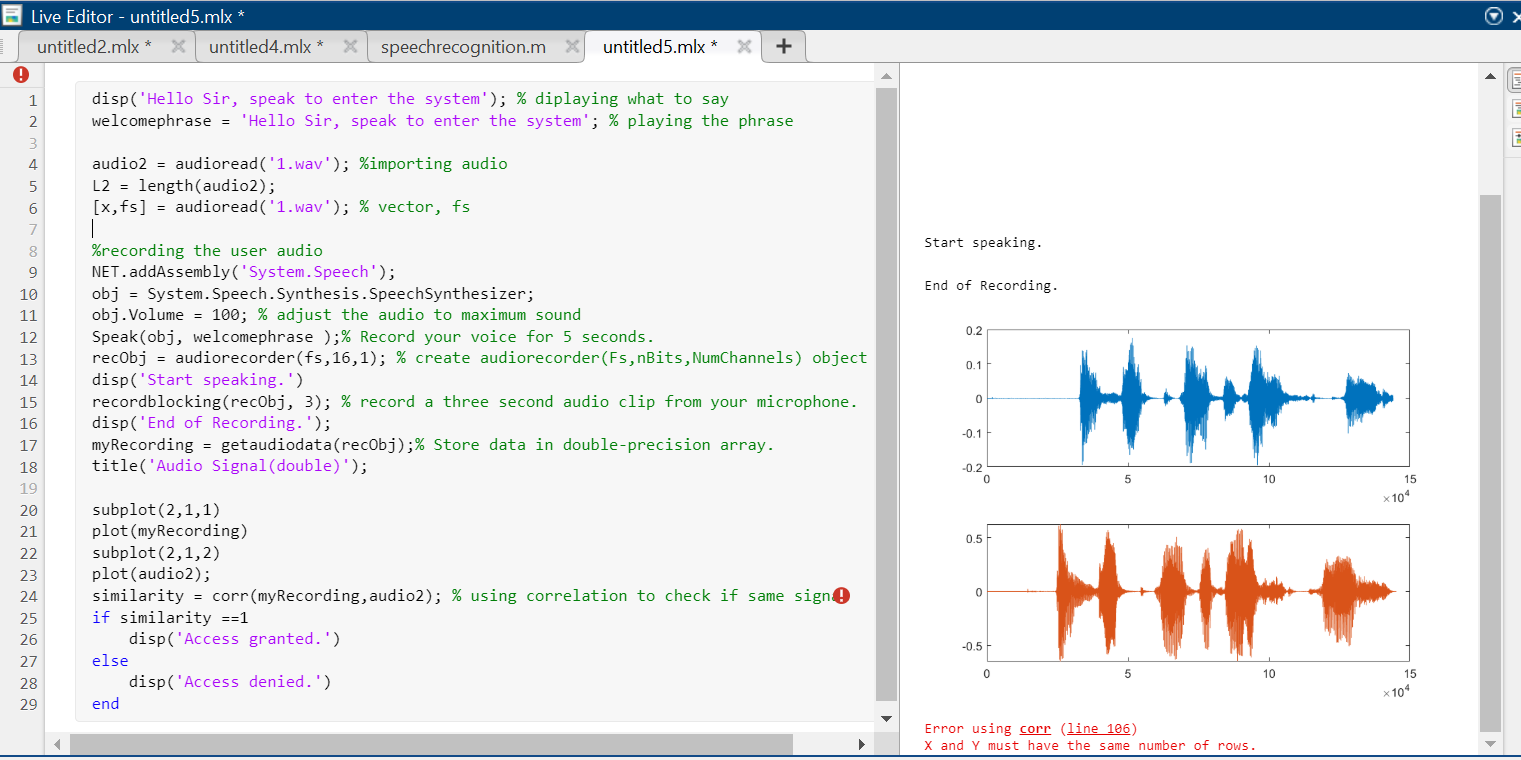 Live Editor - untitled5.mlx *
untitled2.mlx * speechrecognition.m untitled4.mlx * untitled5.mlx *
1 disp('Hello Sir, speak to enter the system'); % diplaying what to say
2 welcomephrase = 'Hello Sir, speak to enter the system'; % playing the phrase
3
4 audio2 = audioread('1.wav'); %importing audio
5 L2 = length(audio2);
6 [x,fs] = audioread('1.wav'); % vector, fs
7
8 %recording the user audio
9 NET.addAssembly('System.Speech');
10 obj = System.Speech.Synthesis.SpeechSynthesizer;
11 obj.Volume = 100; % adjust the audio to maximum sound
12 Speak(obj, welcomephrase );% Record your voice for 5 seconds.
13 recObj = audiorecorder(fs,16,1); % create audiorecorder(Fs,nBits,NumChannels) object
14 disp('Start speaking.')
15 recordblocking(recObj, 3); % record a three second audio clip from your microphone.
16 disp('End of Recording.');
17 myRecording = getaudiodata(recObj);% Store data in double-precision array.
18 title('Audio Signal(double)');
19
20 subplot(2,1,1)
21 plot(myRecording)
22 subplot(2,1,2)
23 plot(audio2);
24 similarity = corr(myRecording,audio2); % using correlation to check if same sign
25 if similarity ==1
26 disp('Access granted.')
27 else
28 disp('Access denied.')
29 end
Start speaking.
End of Recording.
0.2
0.1
0
-0.1
-0.2
0 5 10 15
×10^4
0.5
0
-0.5
0 5 10 15
×10^4
Error using corr (line 106)
X and Y must have the same number of rows.